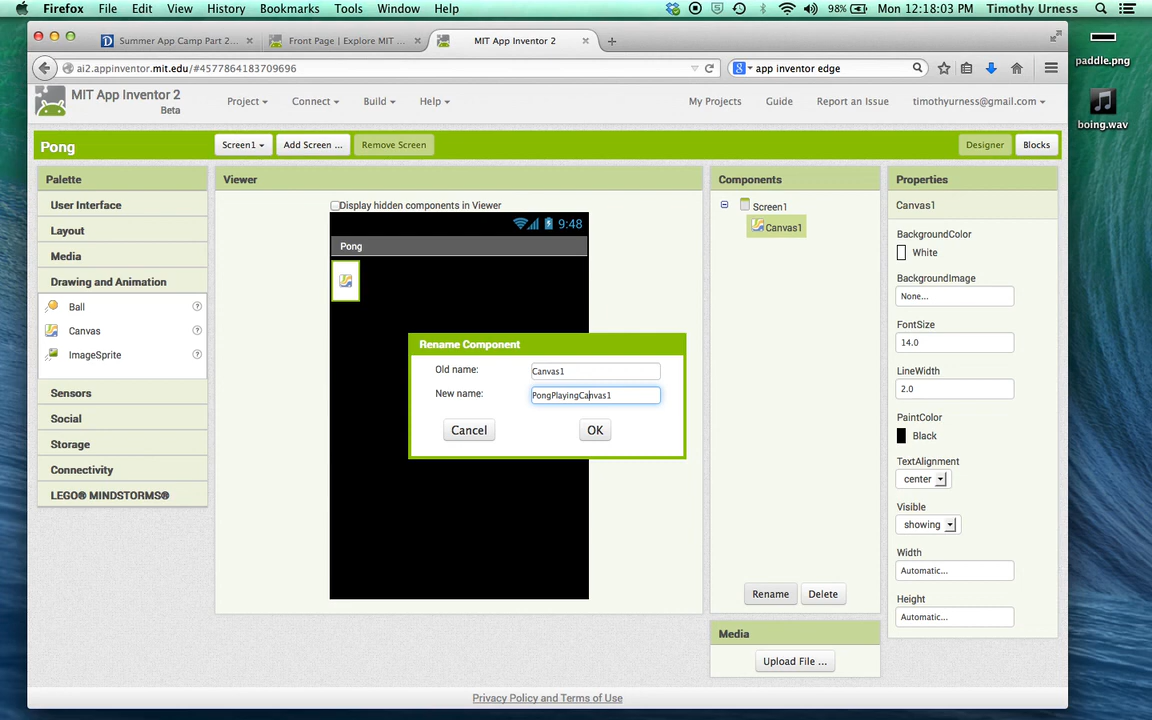 Firefox File Edit View History Bookmarks Tools Window Help 98% Mon 12:18:03 PM Timothy Urness
Summer App Camp Part 2... Front Page | Explore MIT ... MIT App Inventor 2
ai2.appinventor.mit.edu/#4577864183709696 app inventor edge
paddle.png
boing.wav
MIT App Inventor 2
Beta
Project Connect Build Help My Projects Guide Report an Issue timothyurness@gmail.com
Pong Screen1 Add Screen ... Remove Screen Designer Blocks
Palette
User Interface
Layout
Media
Drawing and Animation
Ball
Canvas
ImageSprite
Sensors
Social
Storage
Connectivity
LEGO® MINDSTORMS®
Viewer
Display hidden components in Viewer
9:48
Pong
Rename Component
Old name: Canvas1
New name: PongPlayingCanvas1
Cancel OK
Components
Screen1
Canvas1
Rename Delete
Media
Upload File ...
Properties
Canvas1
BackgroundColor
White
BackgroundImage
None...
FontSize
14.0
LineWidth
2.0
PaintColor
Black
TextAlignment
center
Visible
showing
Width
Automatic...
Height
Automatic...
Privacy Policy and Terms of Use